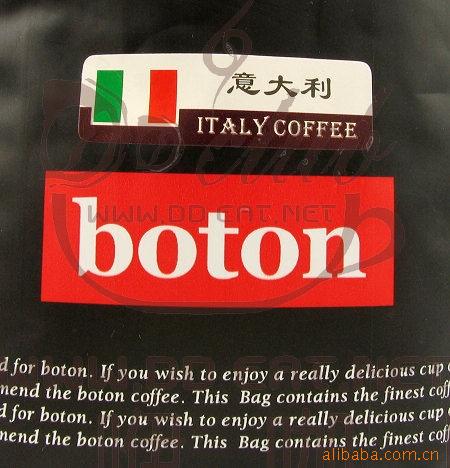 意大利
ITALY COFFEE
WWW.DD-CAT.NET
boton
d for boton. If you wish to enjoy a really delicious cup
mend the boton coffee. This Bag contains the finest coff
d for boton. If you wish to enjoy a really delicious cup
mend the boton coffee. This Bag contains the finest coff
alibaba.com.cn